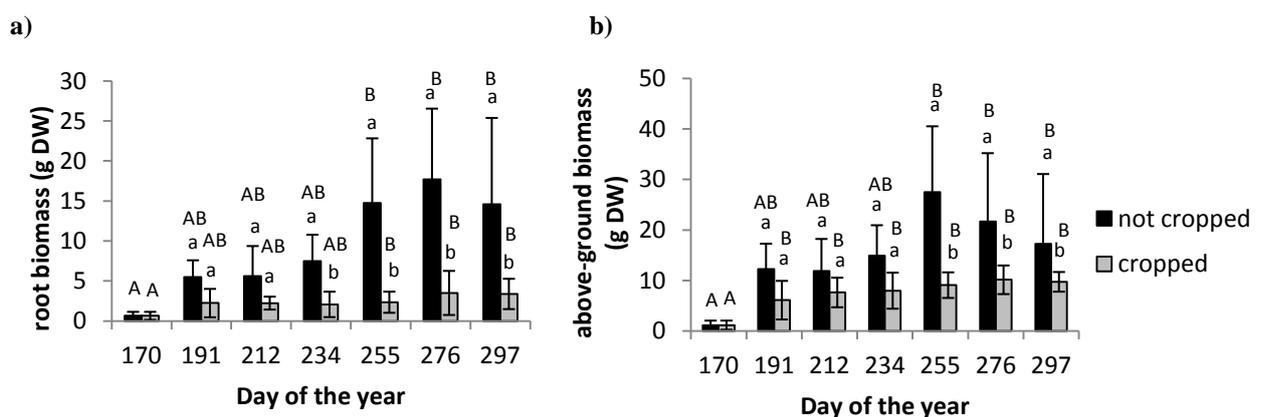 a)
root biomass (g DW)
30
25
20
15
10
5
0
A A
AB
a AB
a
AB
a AB
a
AB
a AB
b
B
a B
b
B
a B
b
B
a B
b
170 191 212 234 255 276 297
Day of the year
b)
above-ground biomass
(g DW)
50
40
30
20
10
0
A A
AB
a B
a
AB
a B
a
AB
a B
a
B
a B
b
B
a B
b
B
a B
b
170 191 212 234 255 276 297
Day of the year
not cropped
cropped